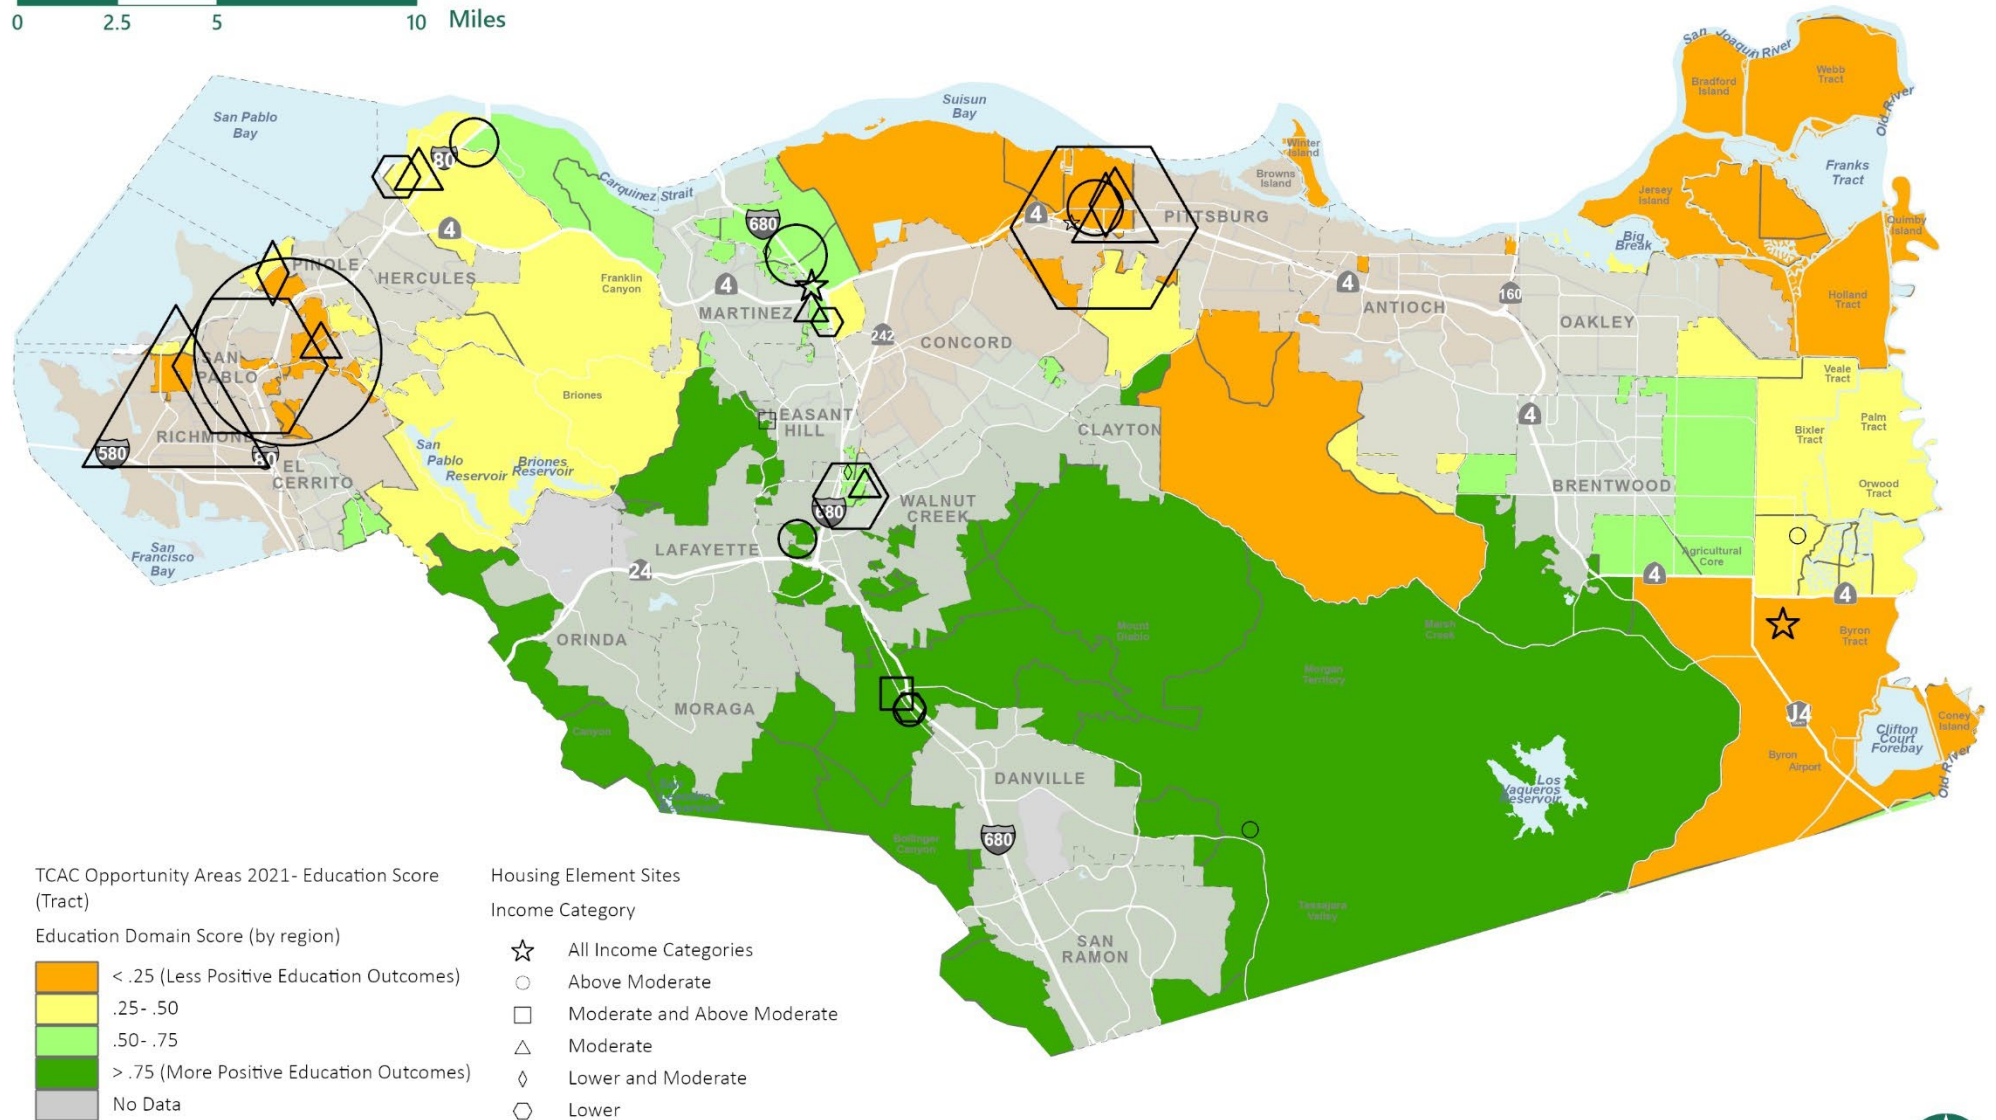 0 2.5 5 10 Miles
San Joaquin River
Webb
Tract
Bradford
Island
Old River
San Pablo
Bay
Suisun
Bay
Winter
Island
Browns
Island
Franks
Tract
80
Carquinez Strait
Jersey
Island
Quimby
Island
680
4
PITTSBURG
4
Big
Break
PINOLE
HERCULES
Franklin
Canyon
4
MARTINEZ
4
ANTIOCH
160
OAKLEY
Holland
Tract
242
CONCORD
SAN
PABLO
Briones
Veale
Tract
RICHMOND
580
80
PLEASANT
HILL
CLAYTON
4
Palm
Tract
Bixler
Tract
San
Pablo
Reservoir
Briones
Reservoir
EL
CERRITO
680
WALNUT
CREEK
BRENTWOOD
Orwood
Tract
San
Francisco
Bay
LAFAYETTE
24
Agricultural
Core
4
4
ORINDA
Mount
Diablo
Marsh
Creek
Byron
Tract
Morgan
Territory
MORAGA
Canyon
J4
Clifton
Court
Forebay
Coney
Island
Byron
Airport
Old River
DANVILLE
Los
Vaqueros
Reservoir
680
Bollinger
Canyon
Tassajara
Valley
SAN
RAMON
TCAC Opportunity Areas 2021- Education Score
(Tract)
Education Domain Score (by region)
< .25 (Less Positive Education Outcomes)
.25- .50
.50- .75
> .75 (More Positive Education Outcomes)
No Data
Housing Element Sites
Income Category
All Income Categories
Above Moderate
Moderate and Above Moderate
Moderate
Lower and Moderate
Lower